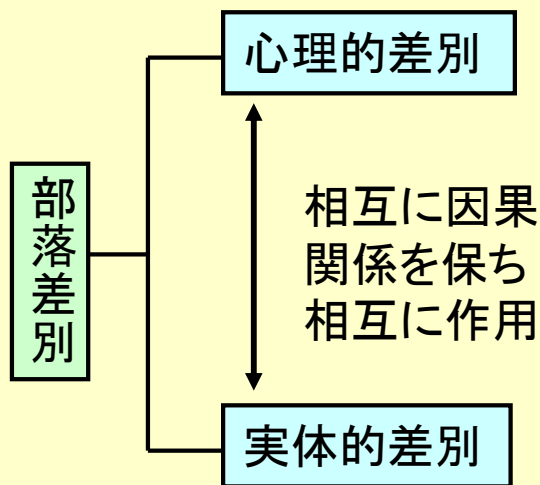 心理的差別
部落差別
相互に因果
関係を保ち
相互に作用
実体的差別